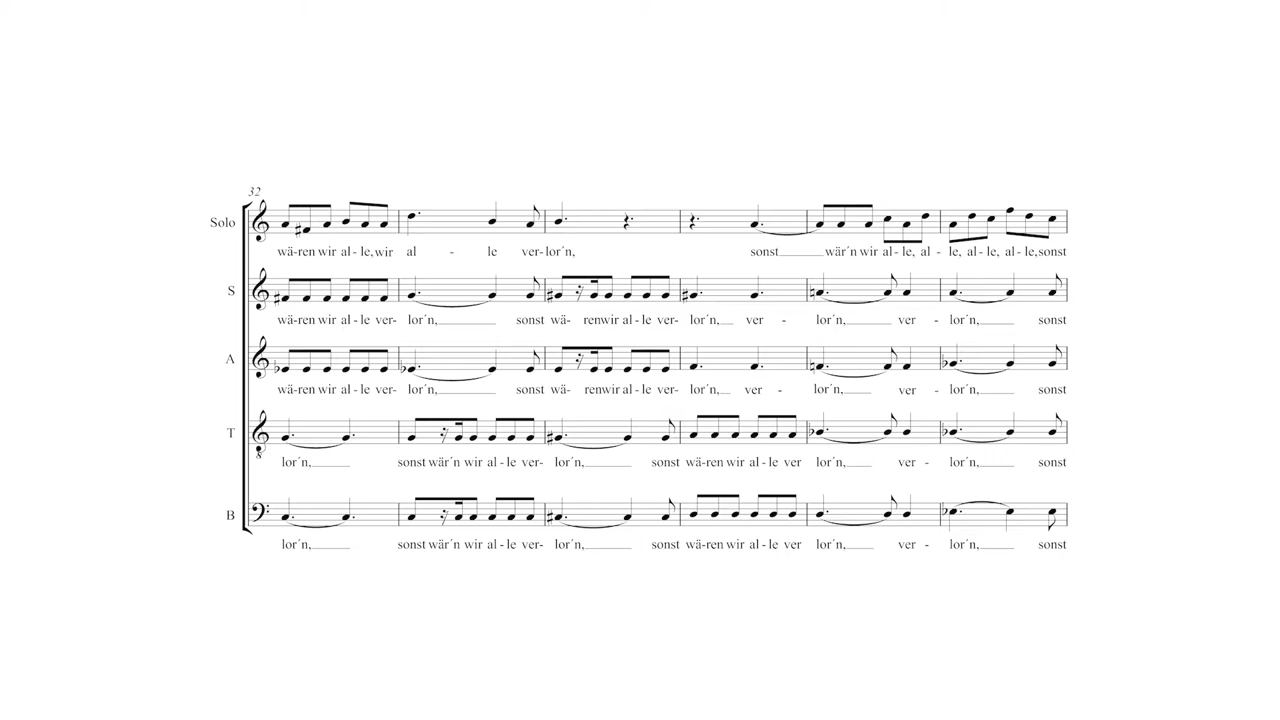 32
Solo
wä-ren wir al-le, wir al - le ver-lor´n, sonst wär´n wir al-le, al-le, al-le, al-le, sonst
S
wä-ren wir al-le ver-lor´n, sonst wä-renwir al-le ver-lor´n, ver-lor´n, ver-lor´n, sonst
A
wä-ren wir al-le ver-lor´n, sonst wä-renwir al-le ver-lor´n, ver-lor´n, ver-lor´n, sonst
T
8
lor´n, sonst wär´n wir al-le ver-lor´n, sonst wä-ren wir al-le ver lor´n, ver-lor´n, sonst
B
lor´n, sonst wär´n wir al-le ver-lor´n, sonst wä-ren wir al-le ver lor´n, ver-lor´n, sonst